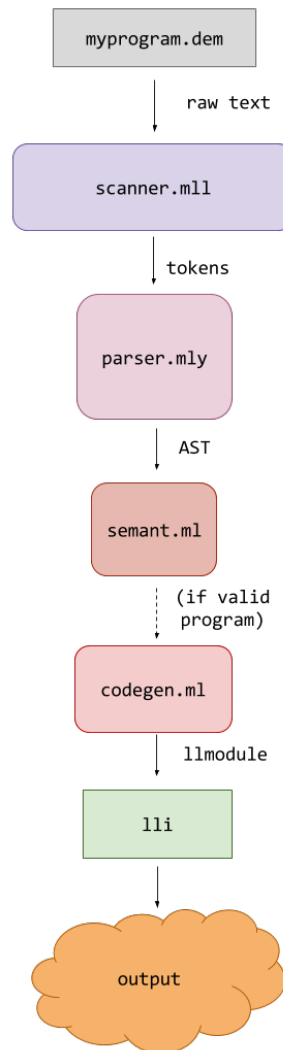 myprogram.dem
raw text
scanner.mll
tokens
parser.mly
AST
semant.ml
(if valid
program)
codegen.ml
llmodule
lli
output